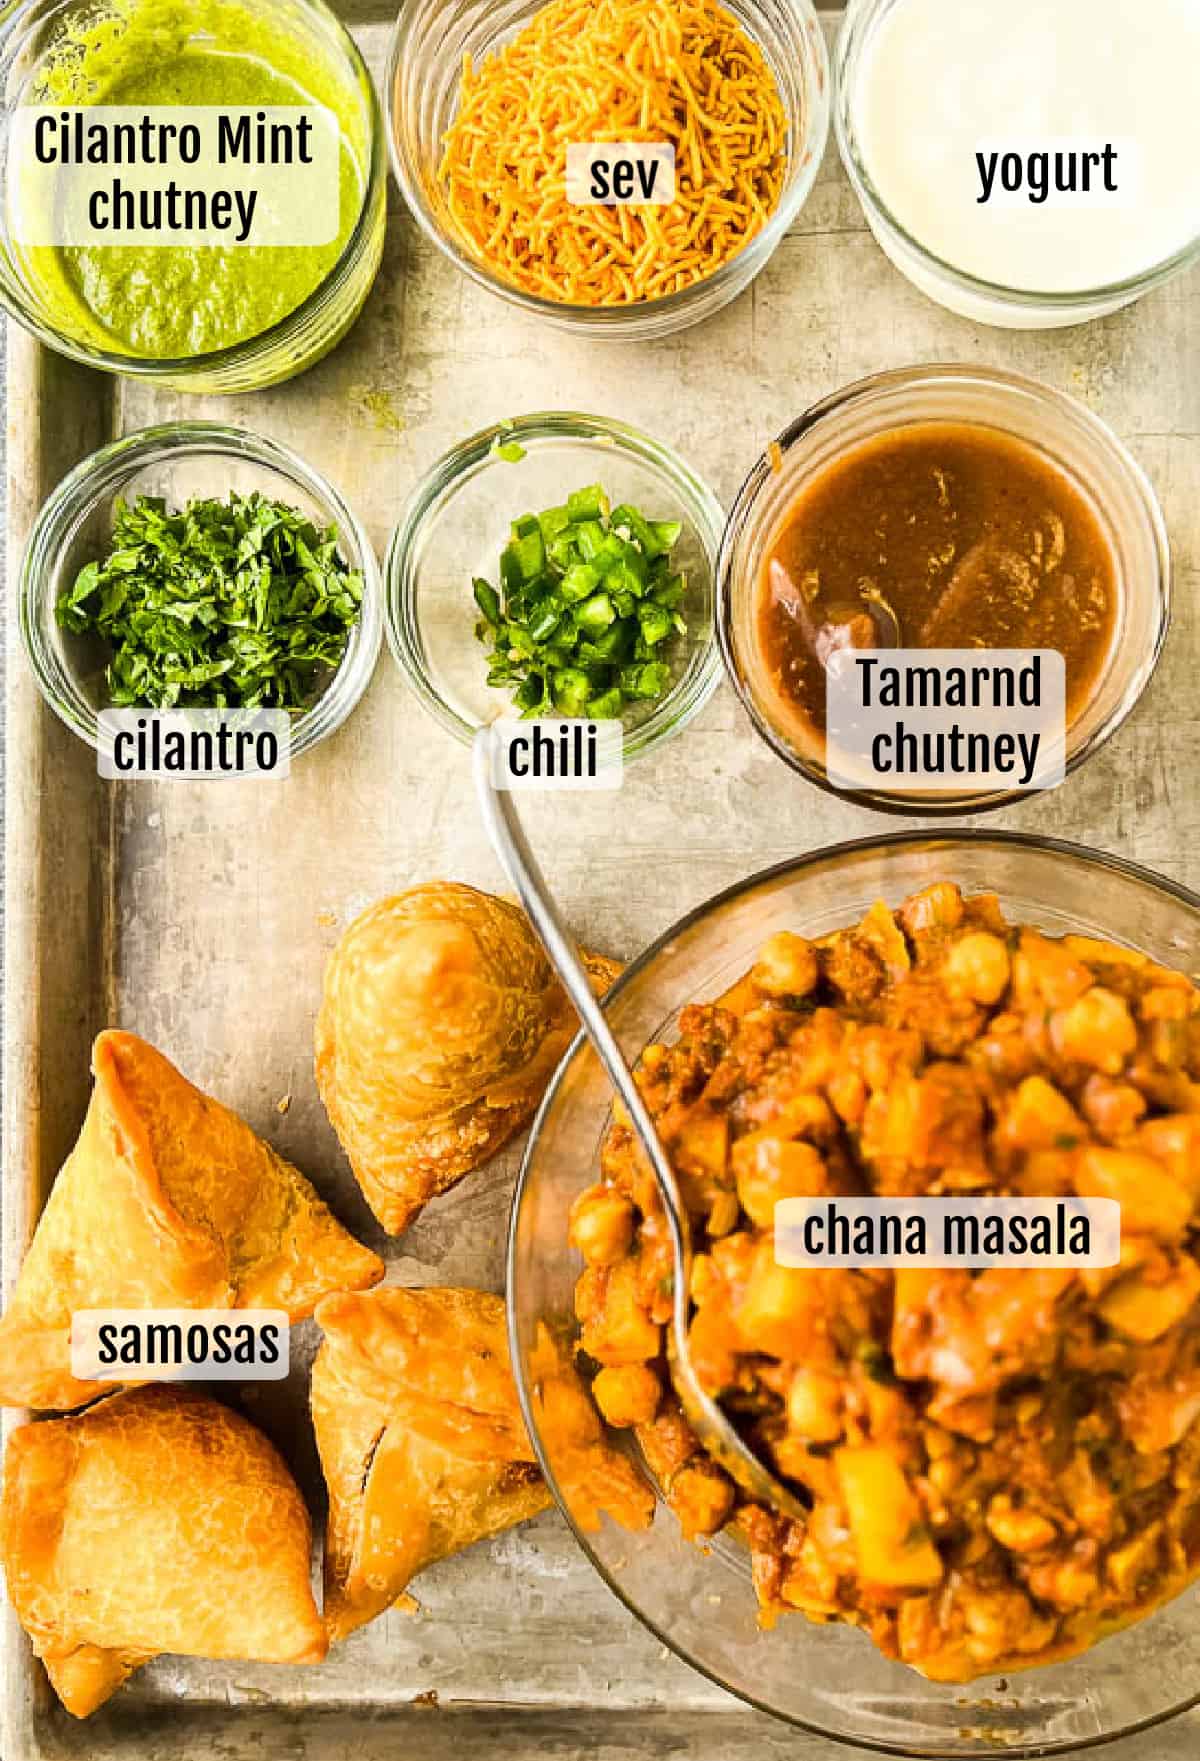 Cilantro Mint
chutney
sev
yogurt
cilantro
chili
Tamarnd
chutney
chana masala
samosas